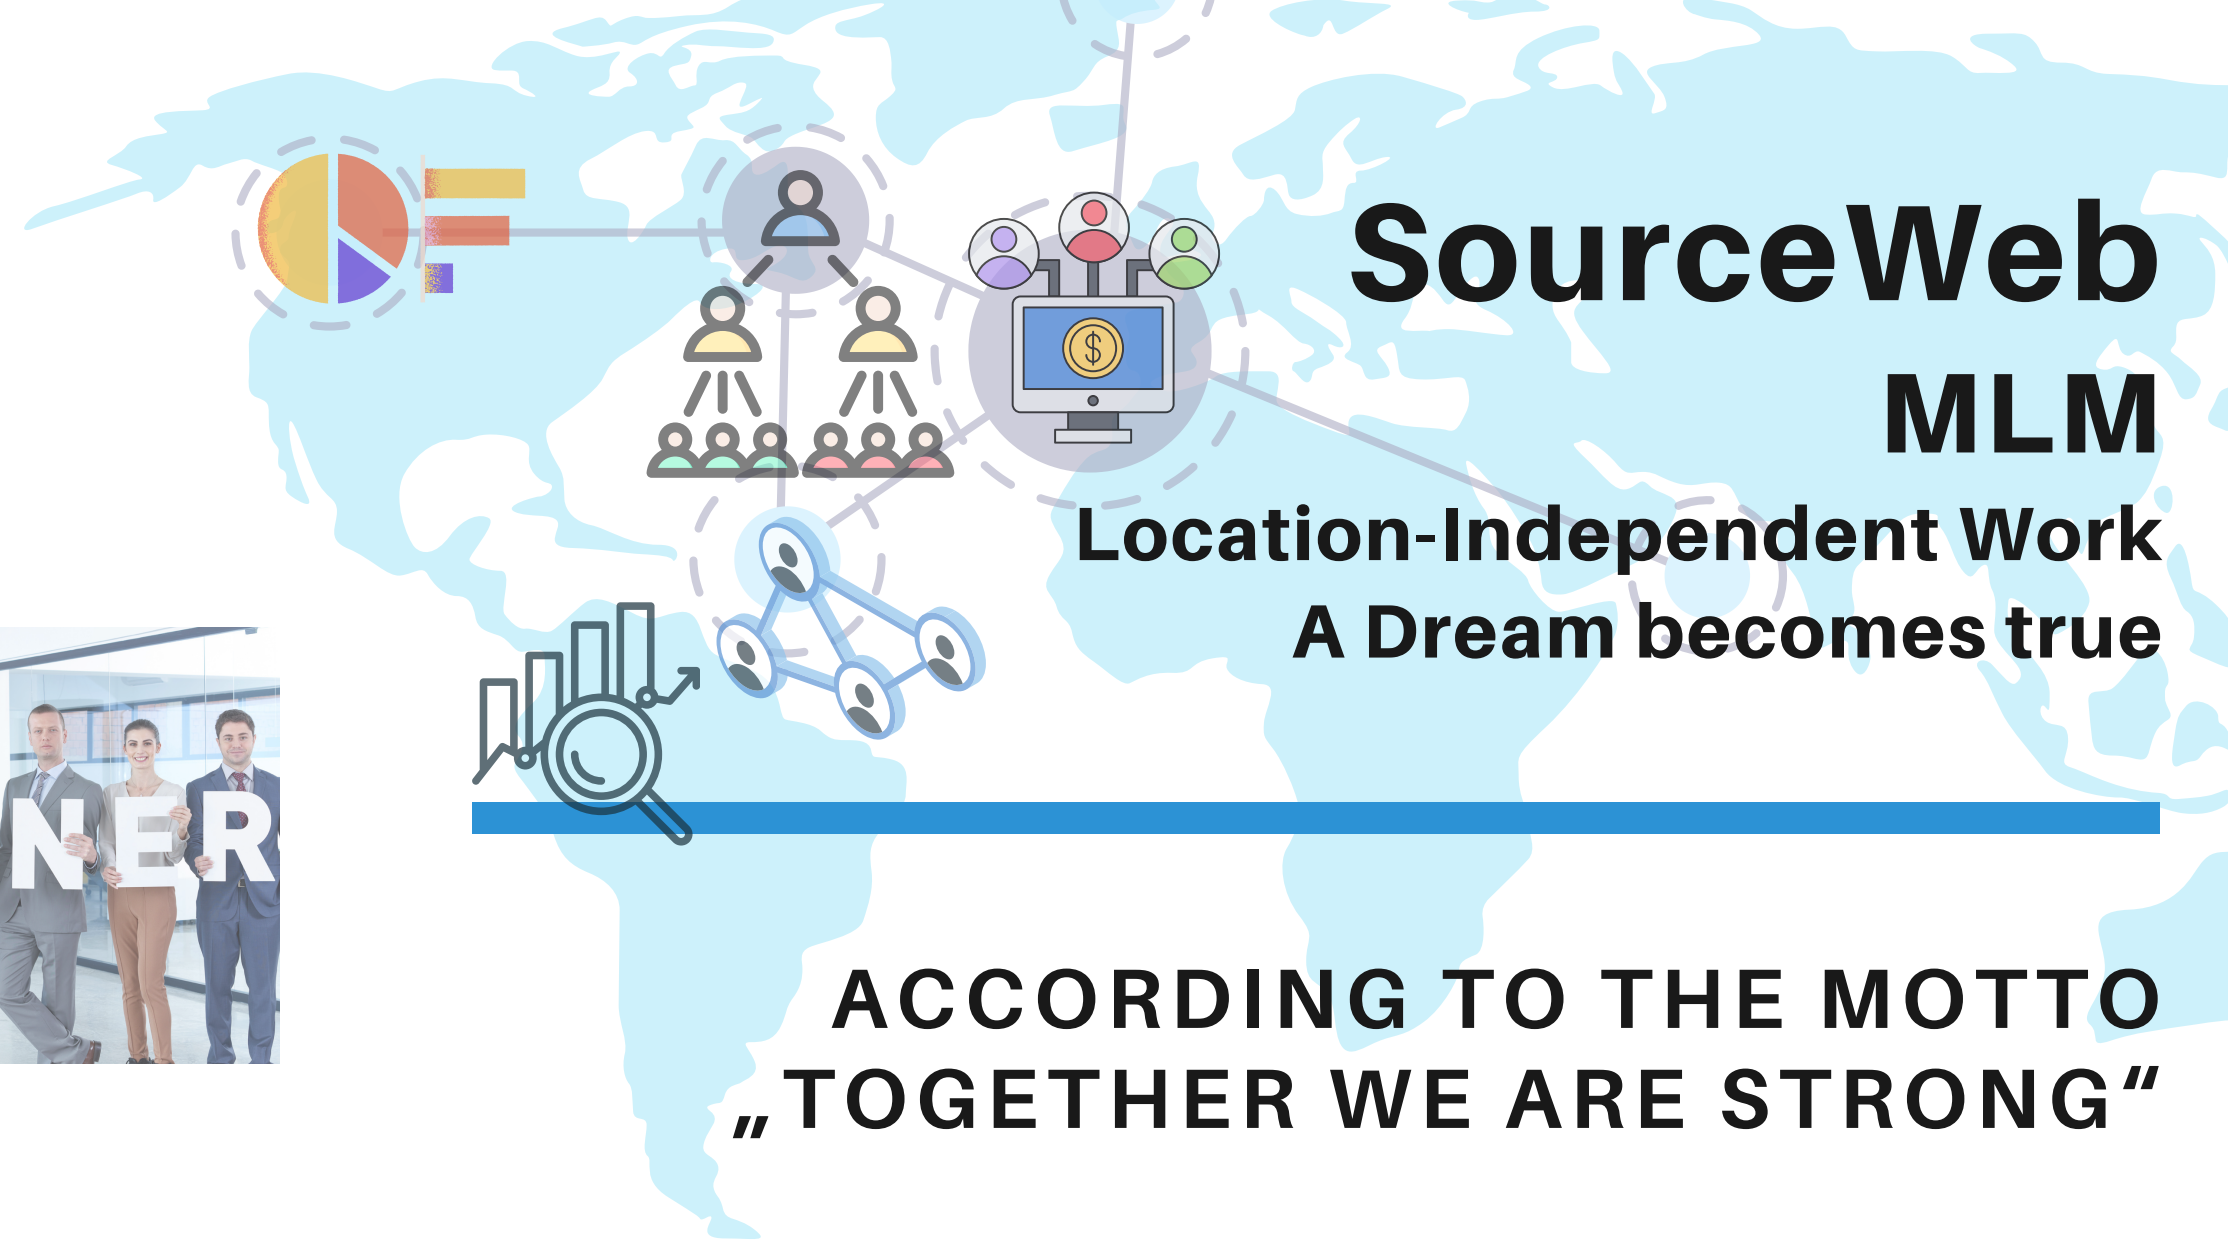 SourceWeb
MLM
Location-Independent Work
A Dream becomes true
NER
ACCORDING TO THE MOTTO
„TOGETHER WE ARE STRONG“